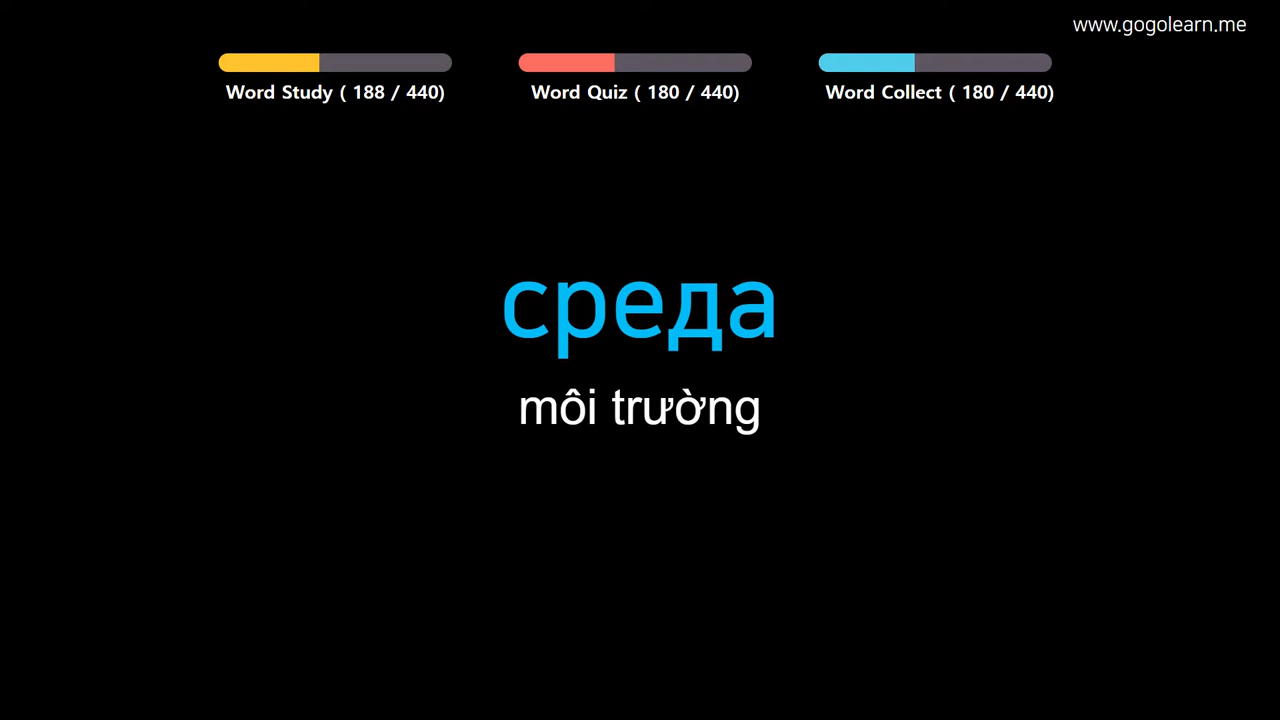 www.gogolearn.me
Word Study ( 188 / 440)
Word Quiz ( 180 / 440)
Word Collect ( 180 / 440)
среда
môi trường